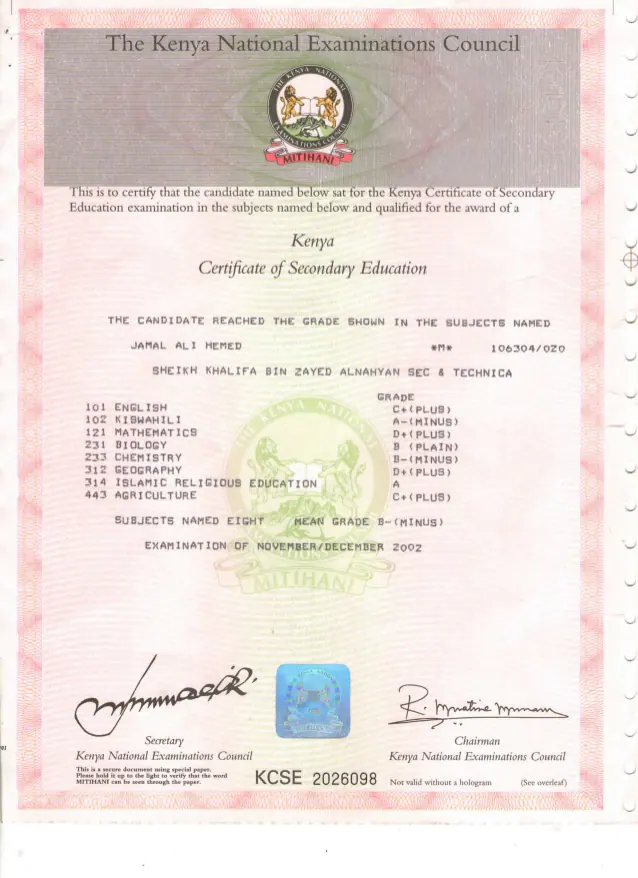 The Kenya National Examinations Council
THE KENYA NATIONAL
EXAMINATIONS COUNCIL
MITIHANI
This is to certify that the candidate named below sat for the Kenya Certificate of Secondary
Education examination in the subjects named below and qualified for the award of a
Kenya
Certificate of Secondary Education
THE CANDIDATE REACHED THE GRADE SHOWN IN THE SUBJECTS NAMED
JAMAL ALI HEMED *M* 106304/020
SHEIKH KHALIFA BIN ZAYED ALNAHYAN SEC & TECHNICA
GRADE
101 ENGLISH C+(PLUS)
102 KISWAHILI A-(MINUS)
121 MATHEMATICS D+(PLUS)
231 BIOLOGY B (PLAIN)
233 CHEMISTRY B-(MINUS)
312 GEOGRAPHY D+(PLUS)
314 ISLAMIC RELIGIOUS EDUCATION A
443 AGRICULTURE C+(PLUS)
SUBJECTS NAMED EIGHT MEAN GRADE B-(MINUS)
EXAMINATION OF NOVEMBER/DECEMBER 2002
MITIHANI
Secretary
Kenya National Examinations Council
Chairman
Kenya National Examinations Council
This is a secure document using special paper.
Please hold it up to the light to verify that the word
MITIHANI can be seen through the paper.
KCSE 2026098
Not valid without a hologram (See overleaf)